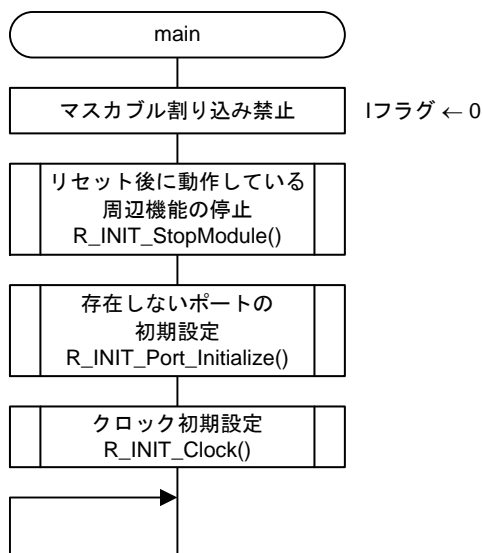 main
マスカブル割り込み禁止 Iフラグ ← 0
リセット後に動作している
周辺機能の停止
R_INIT_StopModule()
存在しないポートの
初期設定
R_INIT_Port_Initialize()
クロック初期設定
R_INIT_Clock()